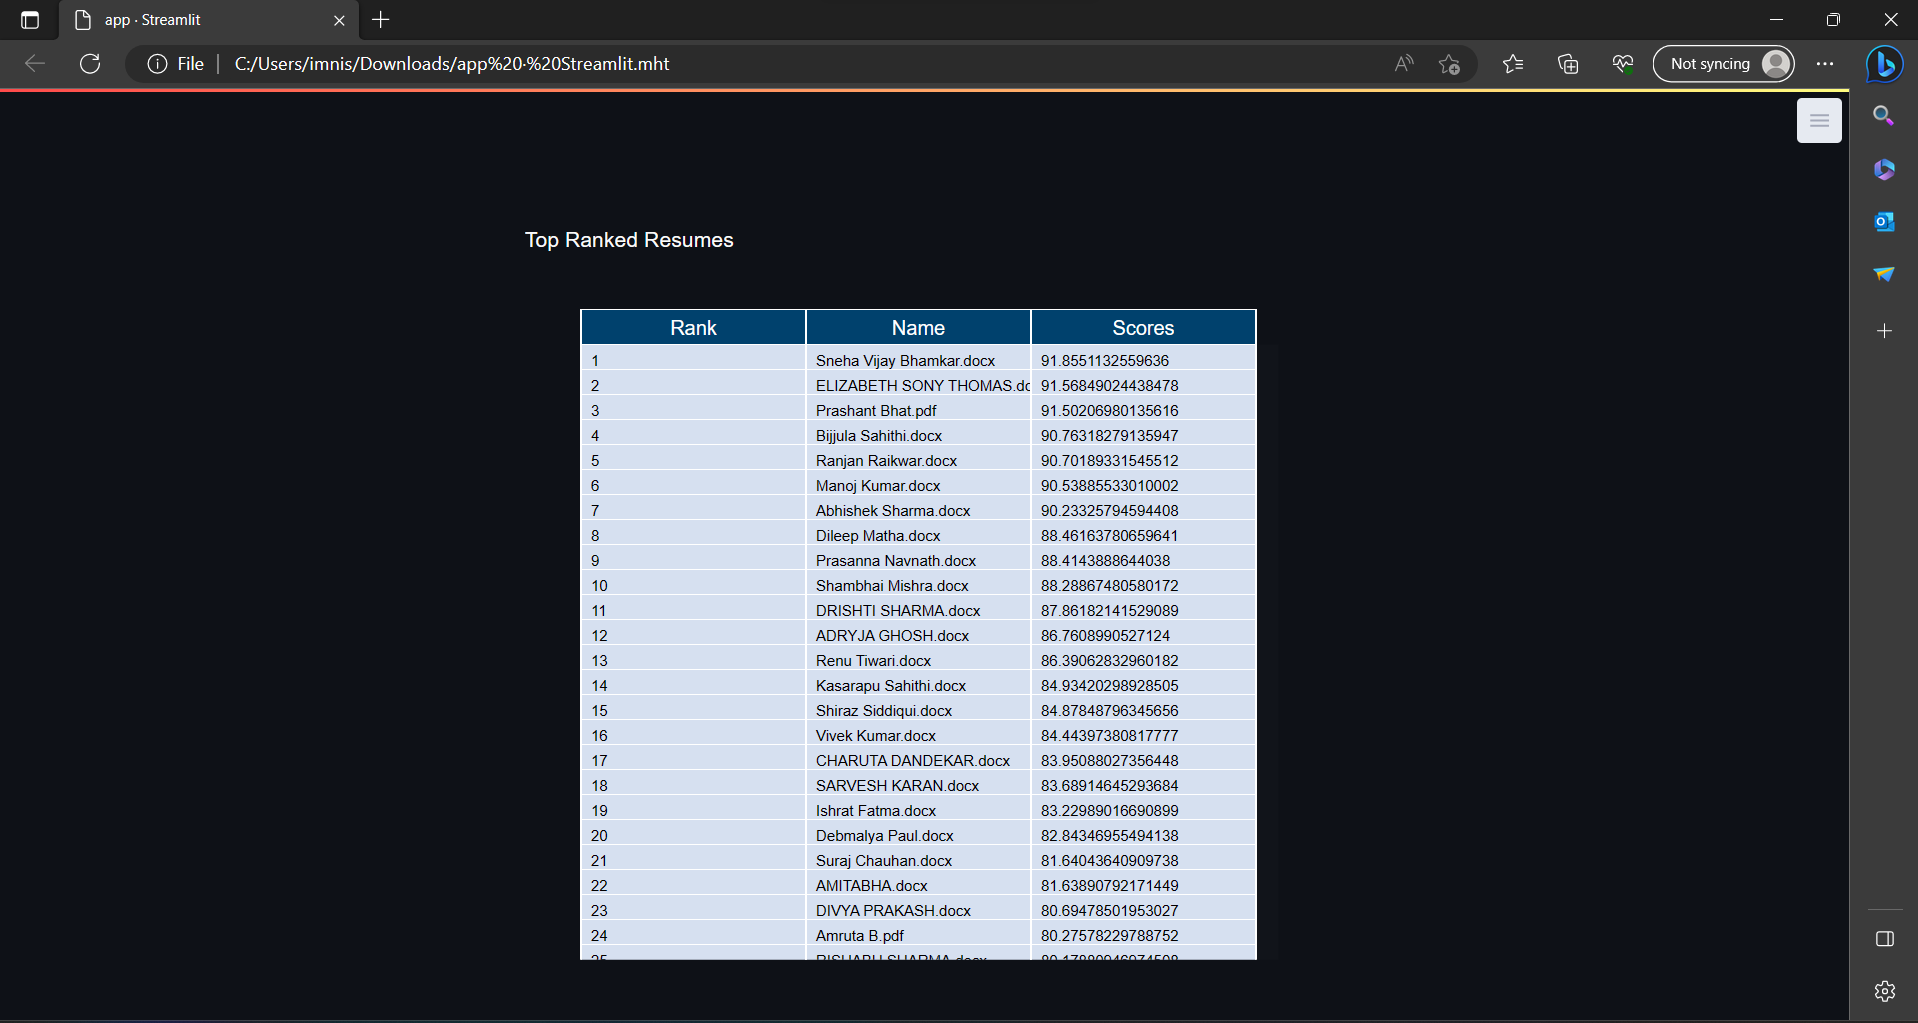 app · Streamlit
File
C:/Users/imnis/Downloads/app%20·%20Streamlit.mht
Not syncing
Top Ranked Resumes
Rank Name Scores
1 Sneha Vijay Bhamkar.docx 91.8551132559636
2 ELIZABETH SONY THOMAS.dc 91.56849024438478
3 Prashant Bhat.pdf 91.50206980135616
4 Bijjula Sahithi.docx 90.76318279135947
5 Ranjan Raikwar.docx 90.70189331545512
6 Manoj Kumar.docx 90.53885533010002
7 Abhishek Sharma.docx 90.23325794594408
8 Dileep Matha.docx 88.46163780659641
9 Prasanna Navnath.docx 88.4143888644038
10 Shambhai Mishra.docx 88.28867480580172
11 DRISHTI SHARMA.docx 87.86182141529089
12 ADRYJA GHOSH.docx 86.7608990527124
13 Renu Tiwari.docx 86.39062832960182
14 Kasarapu Sahithi.docx 84.93420298928505
15 Shiraz Siddiqui.docx 84.87848796345656
16 Vivek Kumar.docx 84.44397380817777
17 CHARUTA DANDEKAR.docx 83.95088027356448
18 SARVESH KARAN.docx 83.68914645293684
19 Ishrat Fatma.docx 83.22989016690899
20 Debmalya Paul.docx 82.84346955494138
21 Suraj Chauhan.docx 81.64043640909738
22 AMITABHA.docx 81.63890792171449
23 DIVYA PRAKASH.docx 80.69478501953027
24 Amruta B.pdf 80.27578229788752
25 RISHABH SHARMA.docx